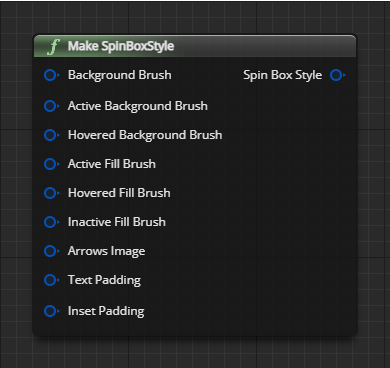 f Make SpinBoxStyle
Background Brush Spin Box Style
Active Background Brush
Hovered Background Brush
Active Fill Brush
Hovered Fill Brush
Inactive Fill Brush
Arrows Image
Text Padding
Inset Padding